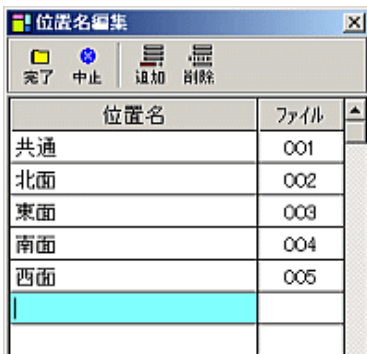 位置名編集
完了 中止 追加 削除
位置名 ファイル
共通 001
北面 002
東面 003
南面 004
西面 005